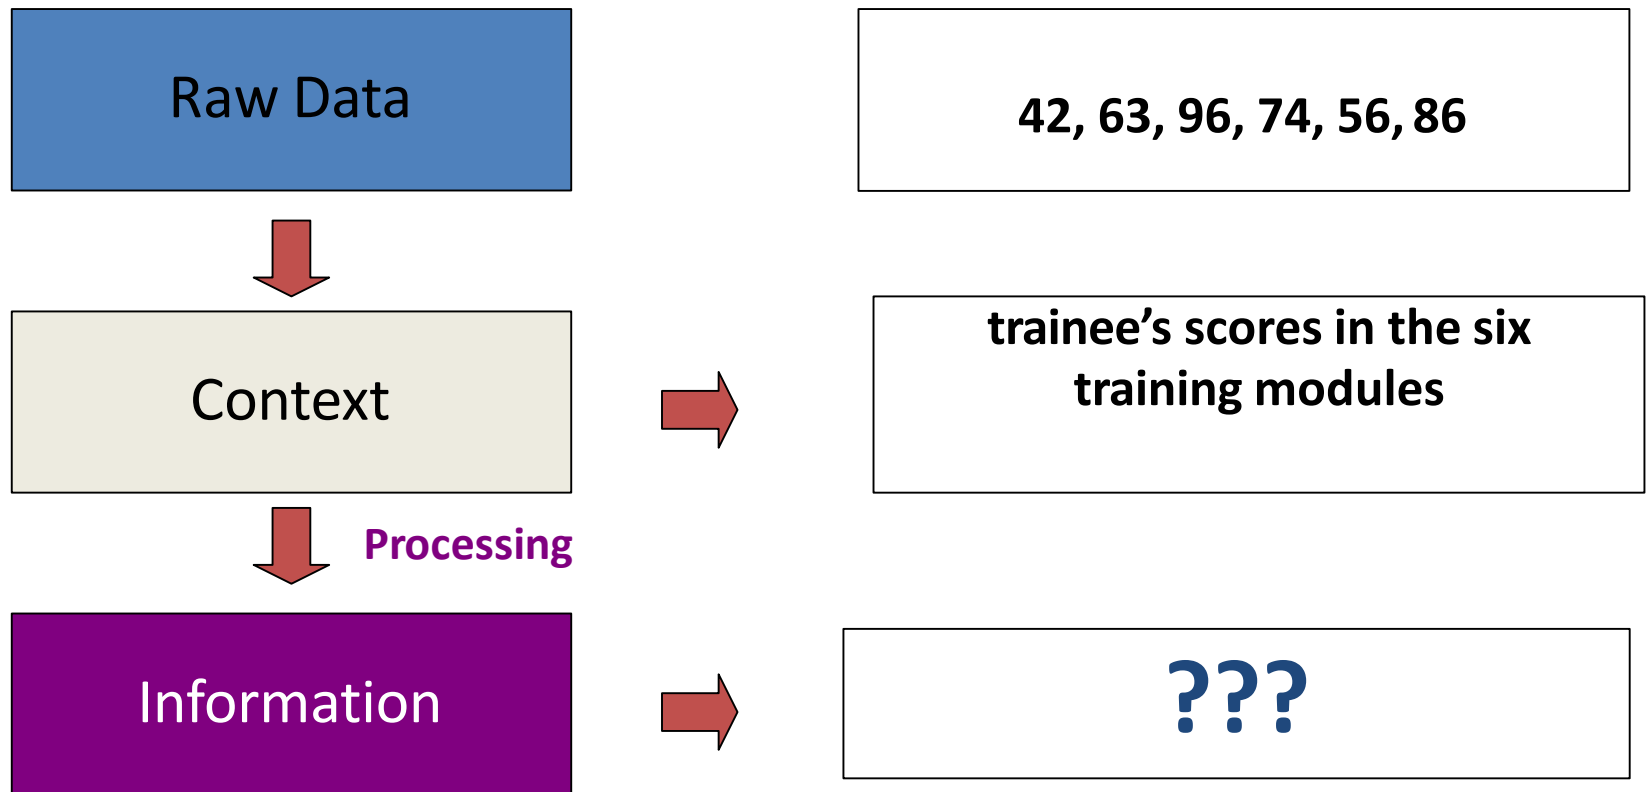 Raw Data
42, 63, 96, 74, 56, 86
Context
trainee’s scores in the six
training modules
Processing
Information
???